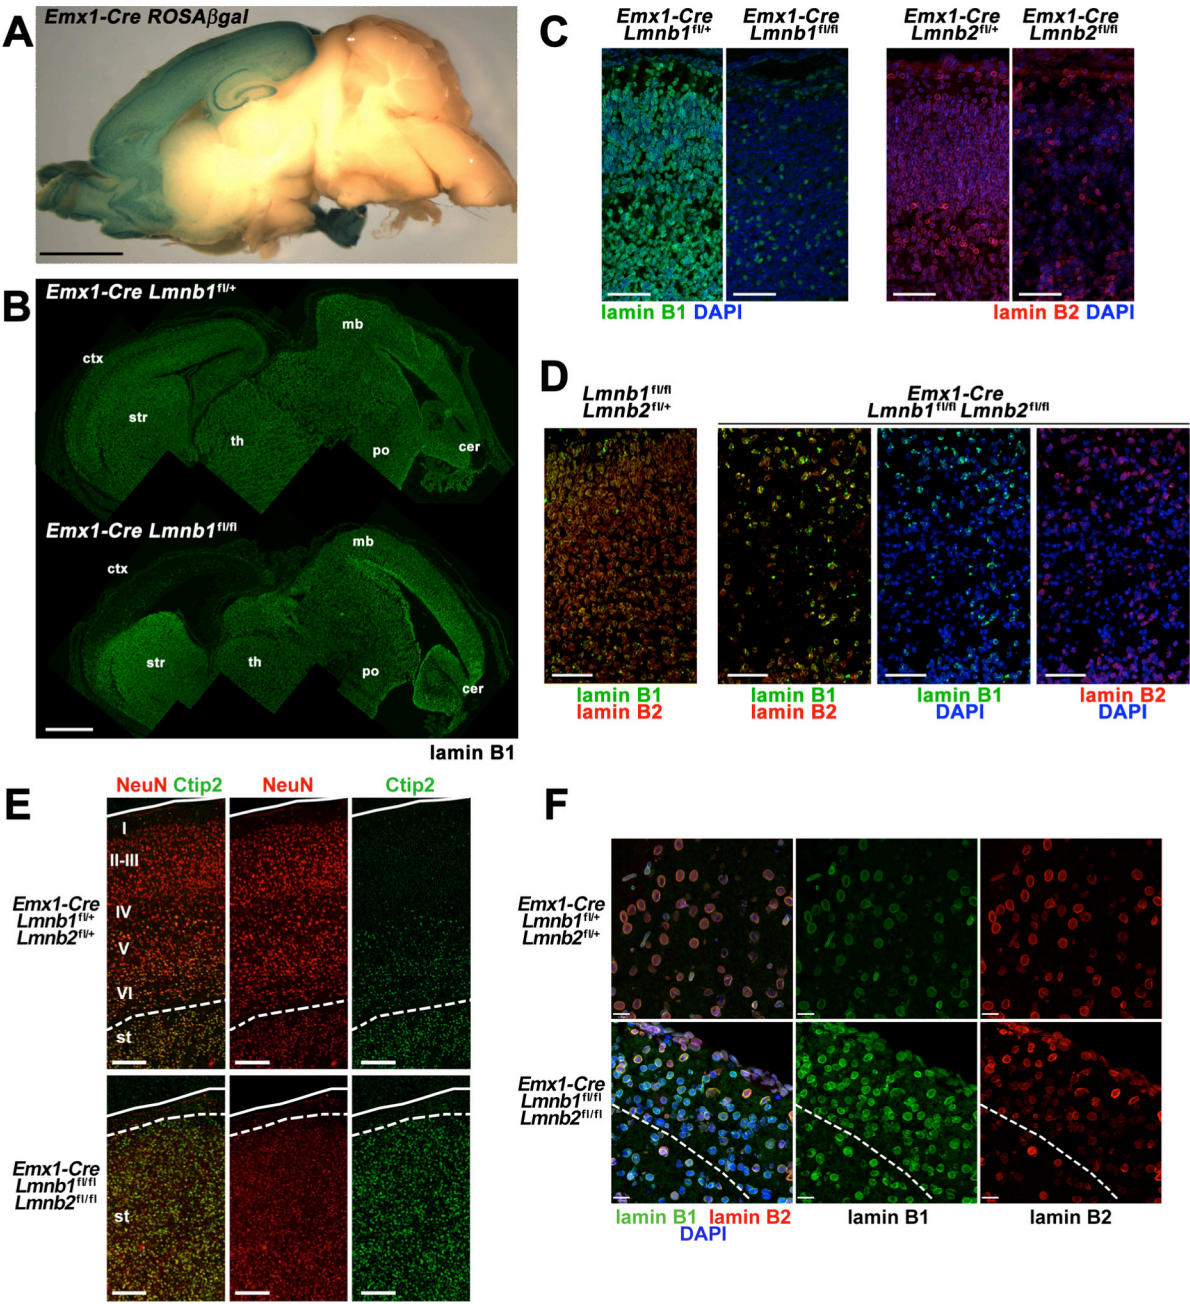 A
Emx1-Cre ROSAβgal
B
Emx1-Cre Lmnb1fl/+
ctx
str
th
mb
po
cer
Emx1-Cre Lmnb1fl/fl
ctx
str
th
mb
po
cer
lamin B1
C
Emx1-Cre
Lmnb1fl/+
Emx1-Cre
Lmnb1fl/fl
Emx1-Cre
Lmnb2fl/+
Emx1-Cre
Lmnb2fl/fl
lamin B1 DAPI
lamin B2 DAPI
D
Lmnb1fl/fl
Lmnb2fl/+
Emx1-Cre
Lmnb1fl/fl Lmnb2fl/fl
lamin B1
lamin B2
lamin B1
lamin B2
lamin B1
DAPI
lamin B2
DAPI
E
NeuN Ctip2
NeuN
Ctip2
Emx1-Cre
Lmnb1fl/+
Lmnb2fl/+
I
II-III
IV
V
VI
st
Emx1-Cre
Lmnb1fl/fl
Lmnb2fl/fl
st
F
Emx1-Cre
Lmnb1fl/+
Lmnb2fl/+
Emx1-Cre
Lmnb1fl/fl
Lmnb2fl/fl
lamin B1 lamin B2
DAPI
lamin B1
lamin B2